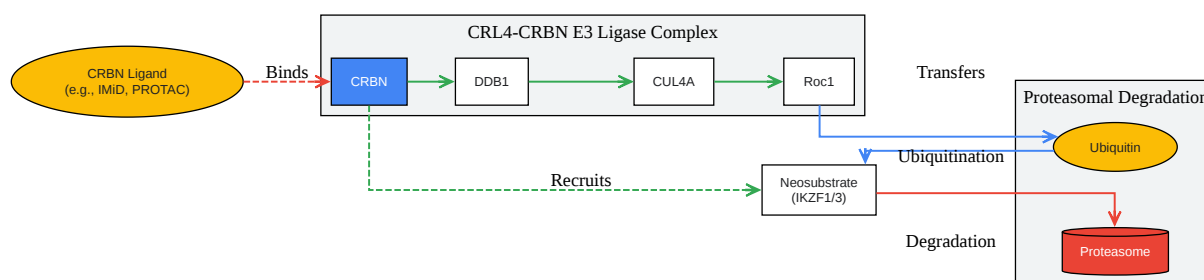 CRL4-CRBN E3 Ligase Complex
CRBN Ligand
(e.g., IMiD, PROTAC)
Binds
CRBN
DDB1
CUL4A
Roc1
Transfers
Proteasomal Degradation
Ubiquitin
Ubiquitination
Recruits
Neosubstrate
(IKZF1/3)
Degradation
Proteasome